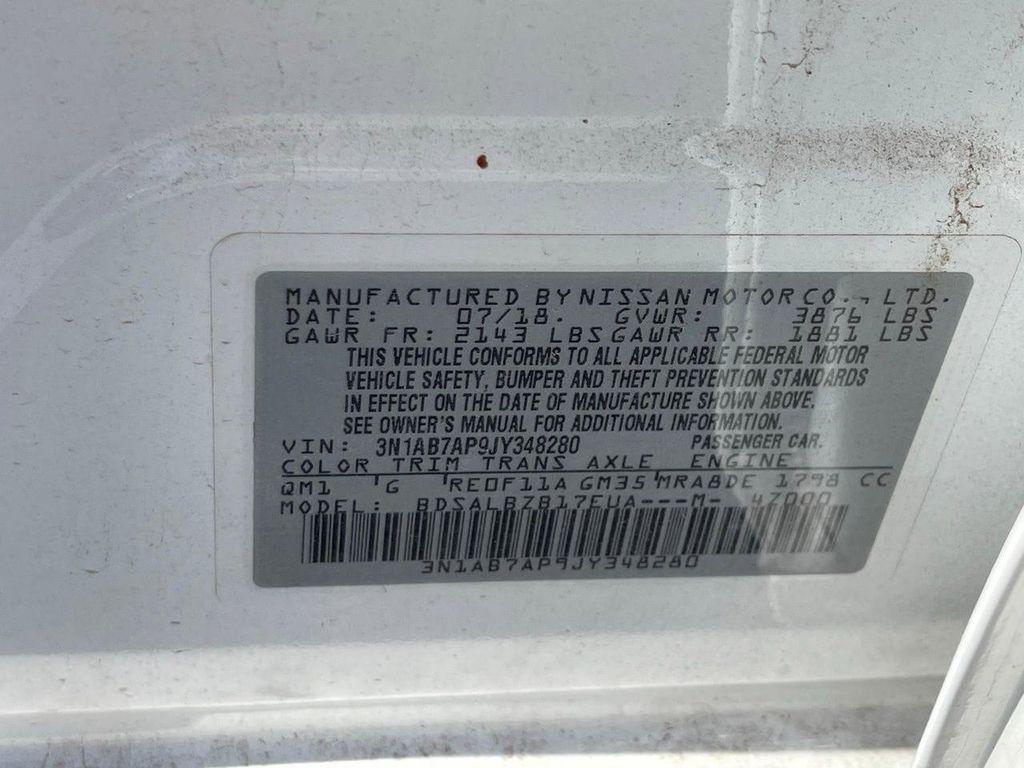 MANUFACTURED BY NISSAN MOTOR CO., LTD.
DATE: 07/18. GVWR: 3876 LBS
GAWR FR: 2143 LBS GAWR RR: 1881 LBS
THIS VEHICLE CONFORMS TO ALL APPLICABLE FEDERAL MOTOR
VEHICLE SAFETY, BUMPER AND THEFT PREVENTION STANDARDS
IN EFFECT ON THE DATE OF MANUFACTURE SHOWN ABOVE.
SEE OWNER'S MANUAL FOR ADDITIONAL INFORMATION.
VIN: 3N1AB7AP9JY348280 PASSENGER CAR.
COLOR TRIM TRANS AXLE ENGINE
QM1 'G 'RE0F11A GM35 'MRA8DE 1798 CC
MODEL: BDSALBZB17EUA---M- 4Z000
3N1AB7AP9JY348280